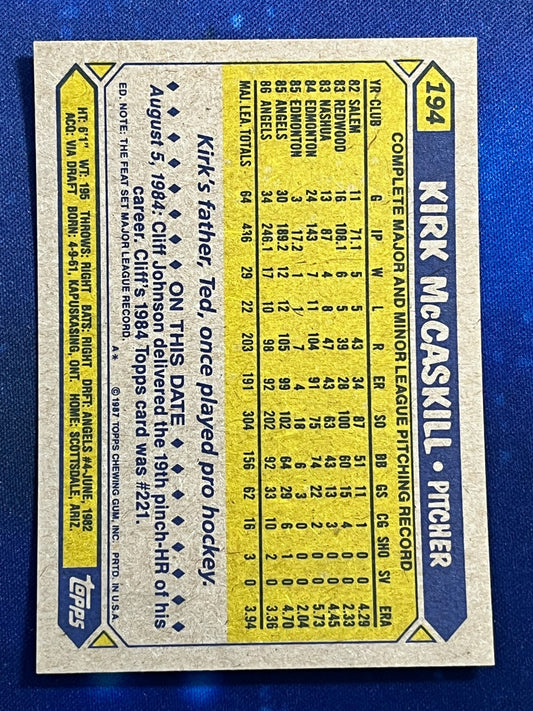 194
KIRK McCASKILL • PITCHER
COMPLETE MAJOR AND MINOR LEAGUE PITCHING RECORD
YR-CLUB G IP W L R ER SO BB GS CG SHO SV ERA
82 SALEM 11 71.1 5 5 43 34 87 51 11 1 0 0 4.29
83 REDWOOD 16 108.1 6 5 39 28 100 60 15 4 0 0 2.33
83 NASHUA 13 87 4 8 47 43 63 43 13 3 0 0 4.45
84 EDMONTON 24 143 7 11 104 91 75 74 22 2 0 0 5.73
85 EDMONTON 3 17.2 1 1 7 4 18 6 3 0 0 0 2.04
85 ANGELS 30 189.2 12 12 105 99 102 64 29 6 1 0 4.70
86 ANGELS 34 246.1 17 10 98 92 202 92 33 10 2 0 3.36
MAJ. LEA. TOTALS 64 436 29 22 203 191 304 156 62 16 3 0 3.94
Kirk's father, Ted, once played pro hockey.
♦ ♦ ♦ ♦ ♦ ON THIS DATE ♦ ♦ ♦ ♦ ♦
August 5, 1984: Cliff Johnson delivered the 19th pinch-HR of his
career. Cliff's 1984 Topps card was #221.
ED. NOTE: THE FEAT SET MAJOR LEAGUE RECORD. A* © 1987 TOPPS CHEWING GUM, INC. PRTD. IN U.S.A.
HT: 6'1" WT: 195 THROWS: RIGHT BATS: RIGHT DRFT: ANGELS #4-JUNE, 1982
ACQ: VIA DRAFT BORN: 4-9-61, KAPUSKASING, ONT. HOME: SCOTTSDALE, ARIZ.
topps